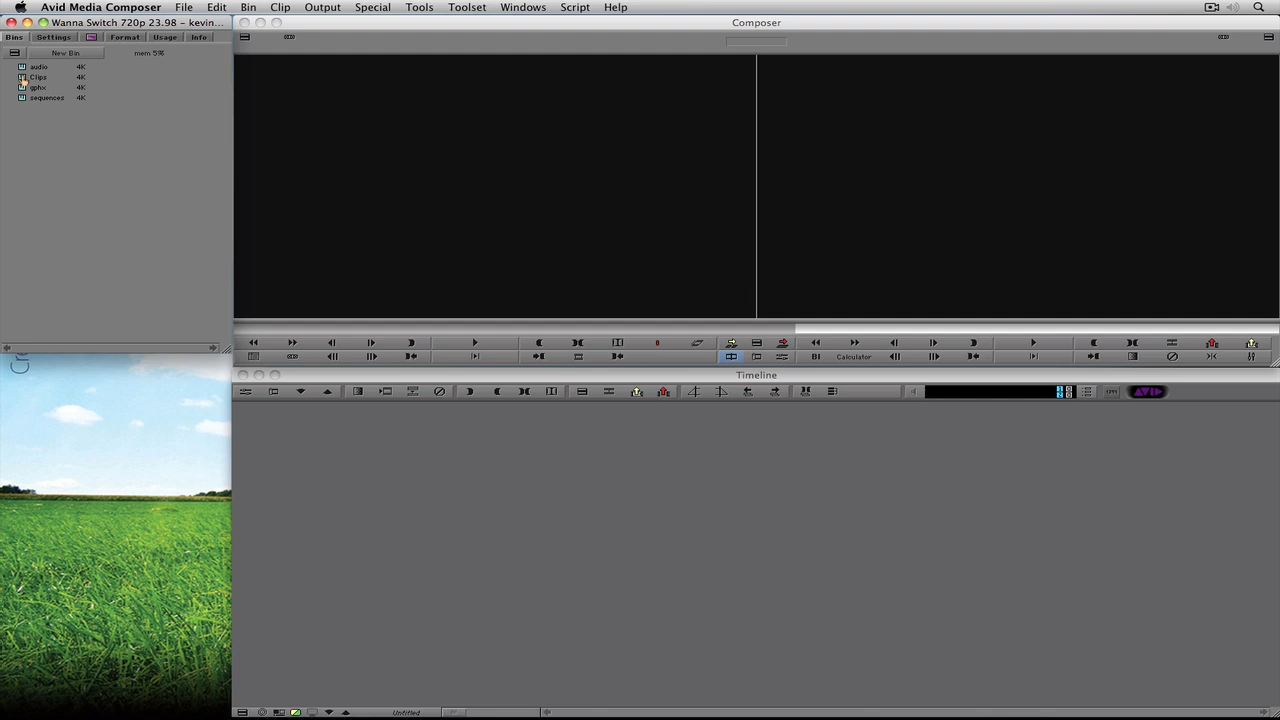 Avid Media Composer File Edit Bin Clip Output Special Tools Toolset Windows Script Help
Wanna Switch 720p 23.98 - kevin...
Composer
Bins Settings Format Usage Info
New Bin mem 5%
audio 4K
Clips 4K
gphx 4K
sequences 4K
BI Calculator
Timeline
AVID
Untitled